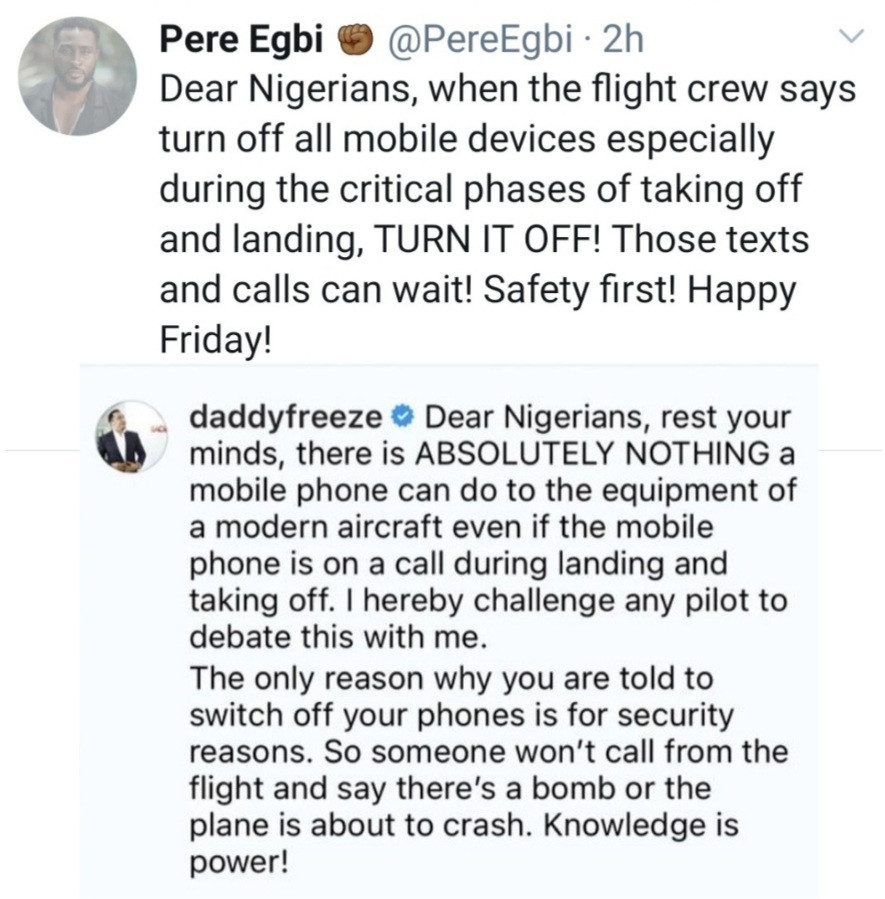 Pere Egbi ✊🏾 @PereEgbi · 2h
Dear Nigerians, when the flight crew says
turn off all mobile devices especially
during the critical phases of taking off
and landing, TURN IT OFF! Those texts
and calls can wait! Safety first! Happy
Friday!
daddyfreeze Dear Nigerians, rest your
minds, there is ABSOLUTELY NOTHING a
mobile phone can do to the equipment of
a modern aircraft even if the mobile
phone is on a call during landing and
taking off. I hereby challenge any pilot to
debate this with me.
The only reason why you are told to
switch off your phones is for security
reasons. So someone won't call from the
flight and say there's a bomb or the
plane is about to crash. Knowledge is
power!